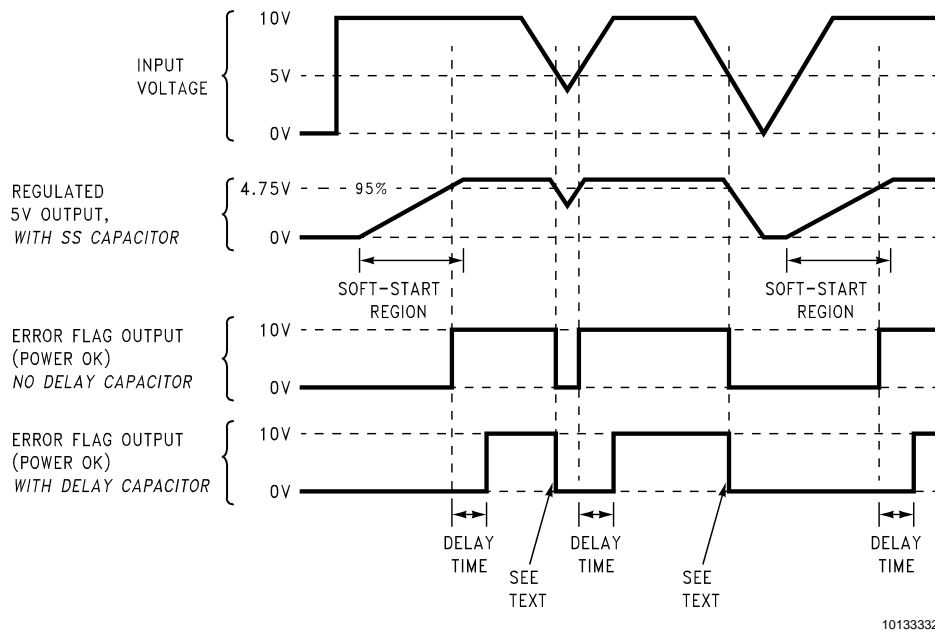 INPUT
VOLTAGE
10V
5V
0V
REGULATED
5V OUTPUT,
WITH SS CAPACITOR
4.75V
95%
0V
SOFT-START
REGION
SOFT-START
REGION
ERROR FLAG OUTPUT
(POWER OK)
NO DELAY CAPACITOR
10V
0V
ERROR FLAG OUTPUT
(POWER OK)
WITH DELAY CAPACITOR
10V
0V
DELAY
TIME
SEE
TEXT
DELAY
TIME
SEE
TEXT
DELAY
TIME